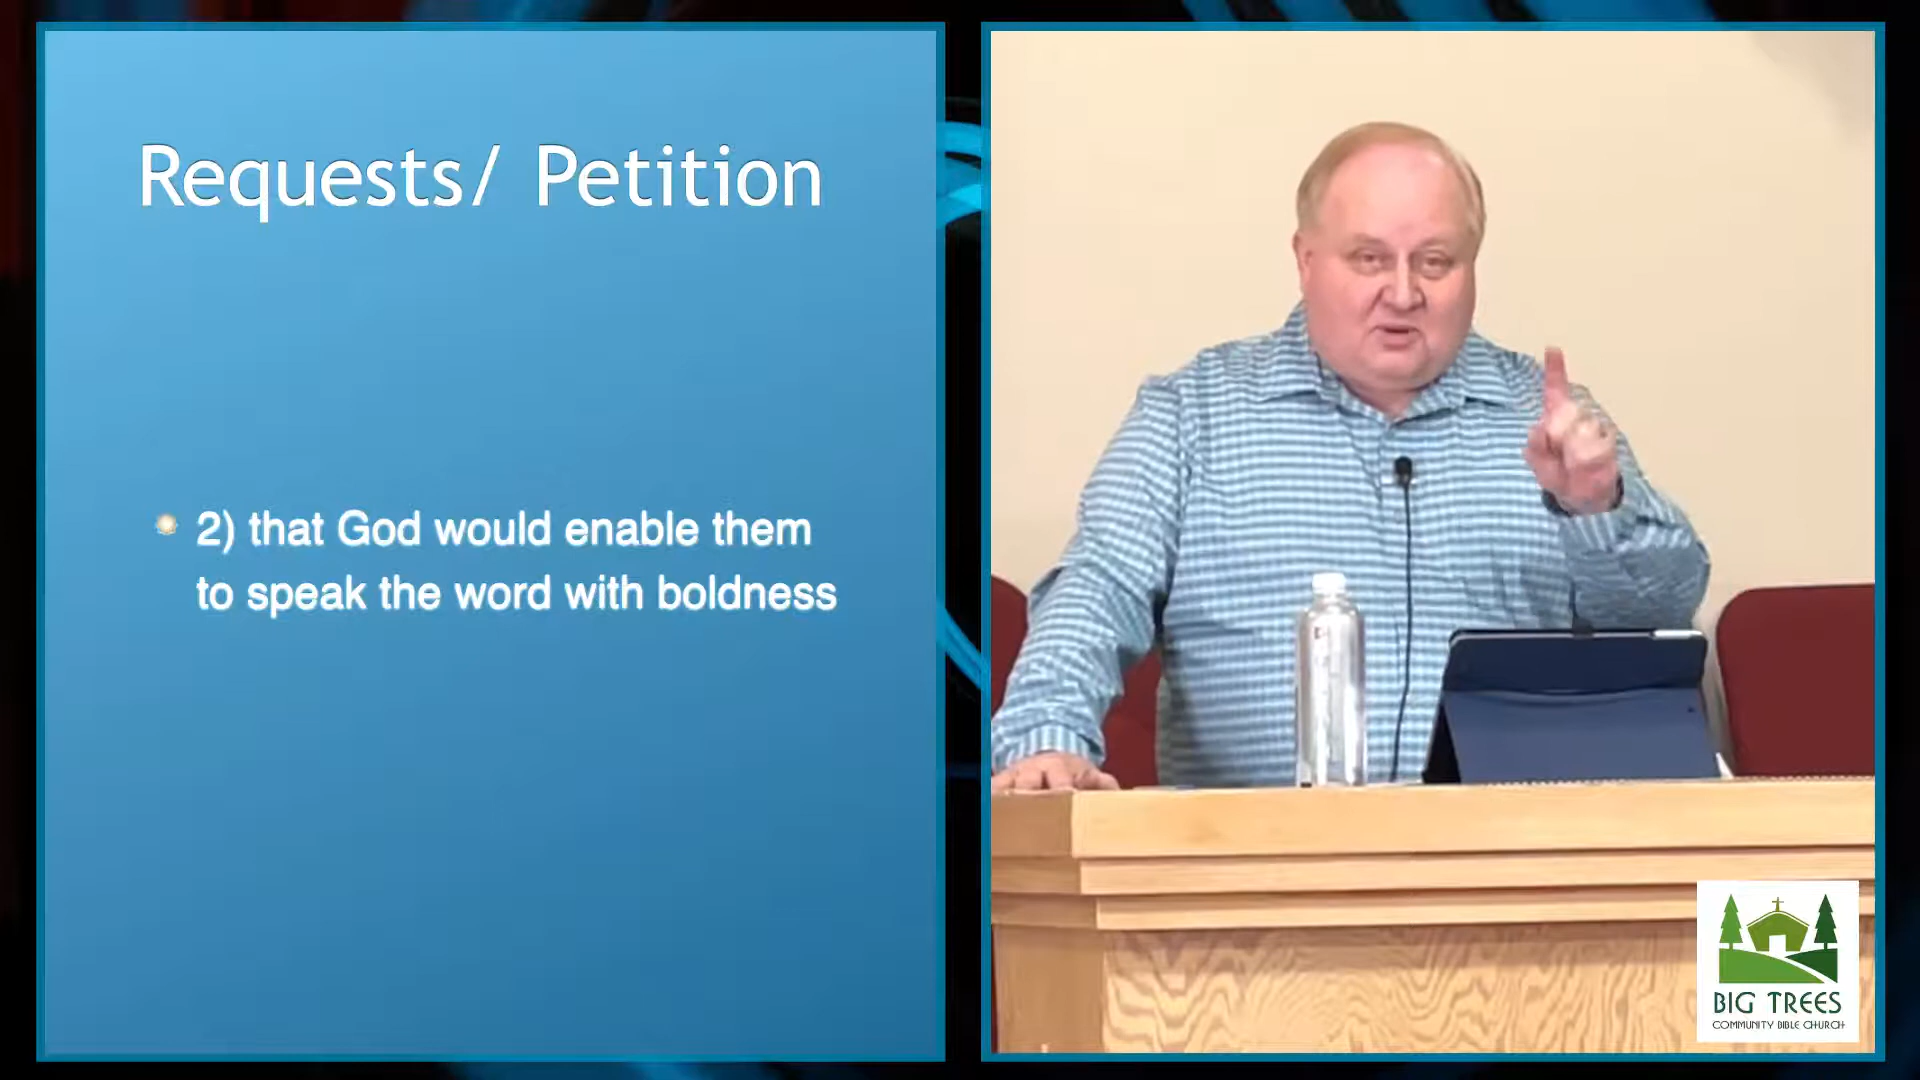 Requests/ Petition
2) that God would enable them
to speak the word with boldness
BIG TREES
COMMUNITY BIBLE CHURCH